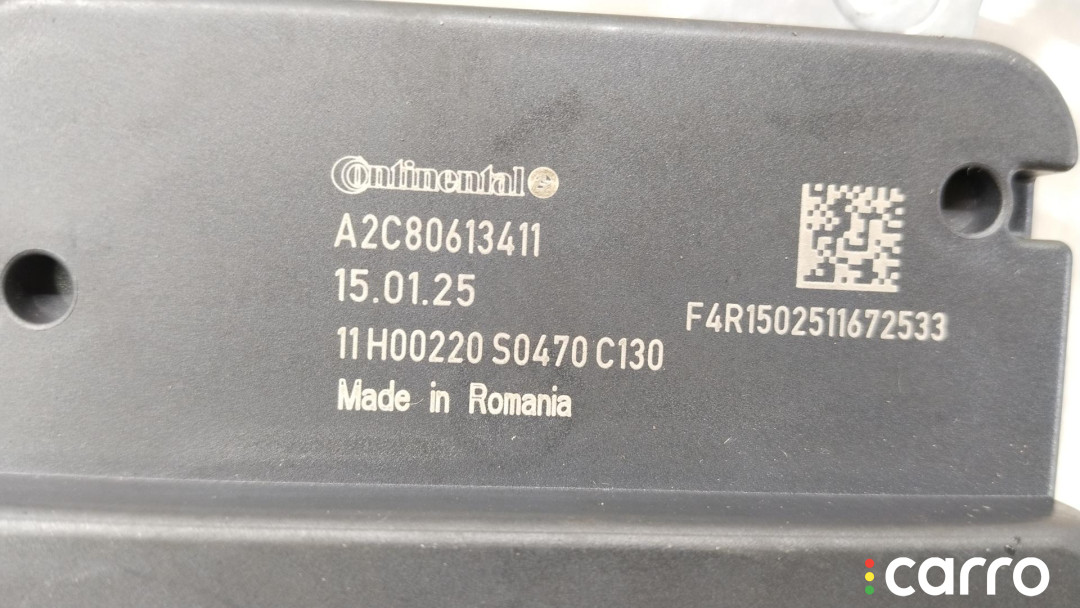 Continental
A2C80613411
15.01.25
11 H00220 S0470 C130
Made in Romania
F4R1502511672533
carro